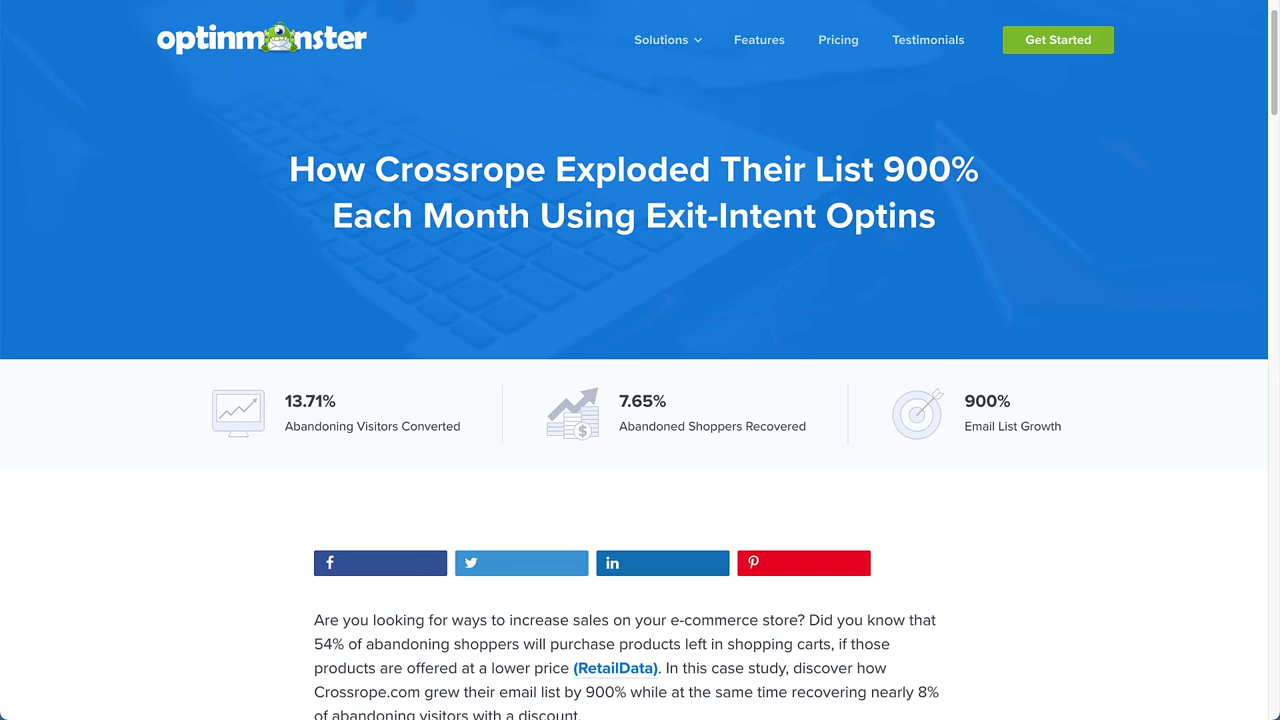 optinmonster
Solutions
Features
Pricing
Testimonials
Get Started
How Crossrope Exploded Their List 900%
Each Month Using Exit-Intent Optins
13.71%
Abandoning Visitors Converted
7.65%
Abandoned Shoppers Recovered
900%
Email List Growth
Are you looking for ways to increase sales on your e-commerce store? Did you know that
54% of abandoning shoppers will purchase products left in shopping carts, if those
products are offered at a lower price (RetailData). In this case study, discover how
Crossrope.com grew their email list by 900% while at the same time recovering nearly 8%
of abandoning visitors with a discount.